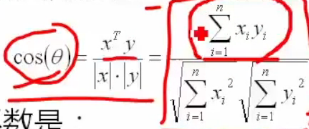 cos(θ) = x^T y / |x|·|y| = ∑_{i=1}^{n} x_i y_i / √(∑_{i=1}^{n} x_i^2) √(∑_{i=1}^{n} y_i^2)
数是：